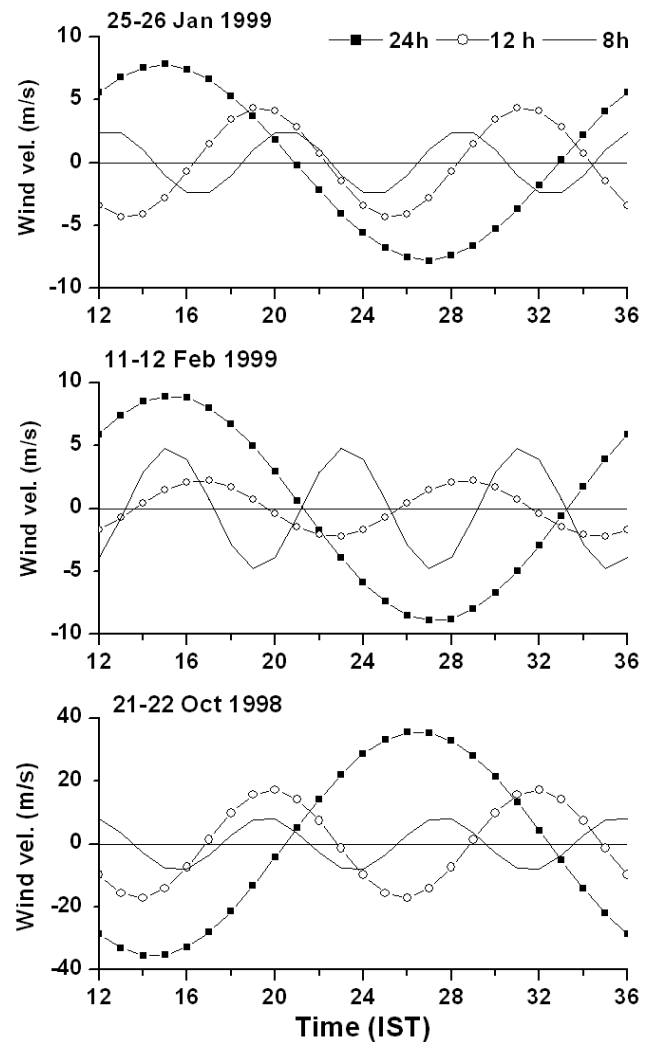 25-26 Jan 1999
24h 12 h 8h
10
5
0
-5
-10
Wind vel. (m/s)
12 16 20 24 28 32 36
11-12 Feb 1999
10
5
0
-5
-10
Wind vel. (m/s)
12 16 20 24 28 32 36
21-22 Oct 1998
40
20
0
-20
-40
Wind vel. (m/s)
12 16 20 24 28 32 36
Time (IST)